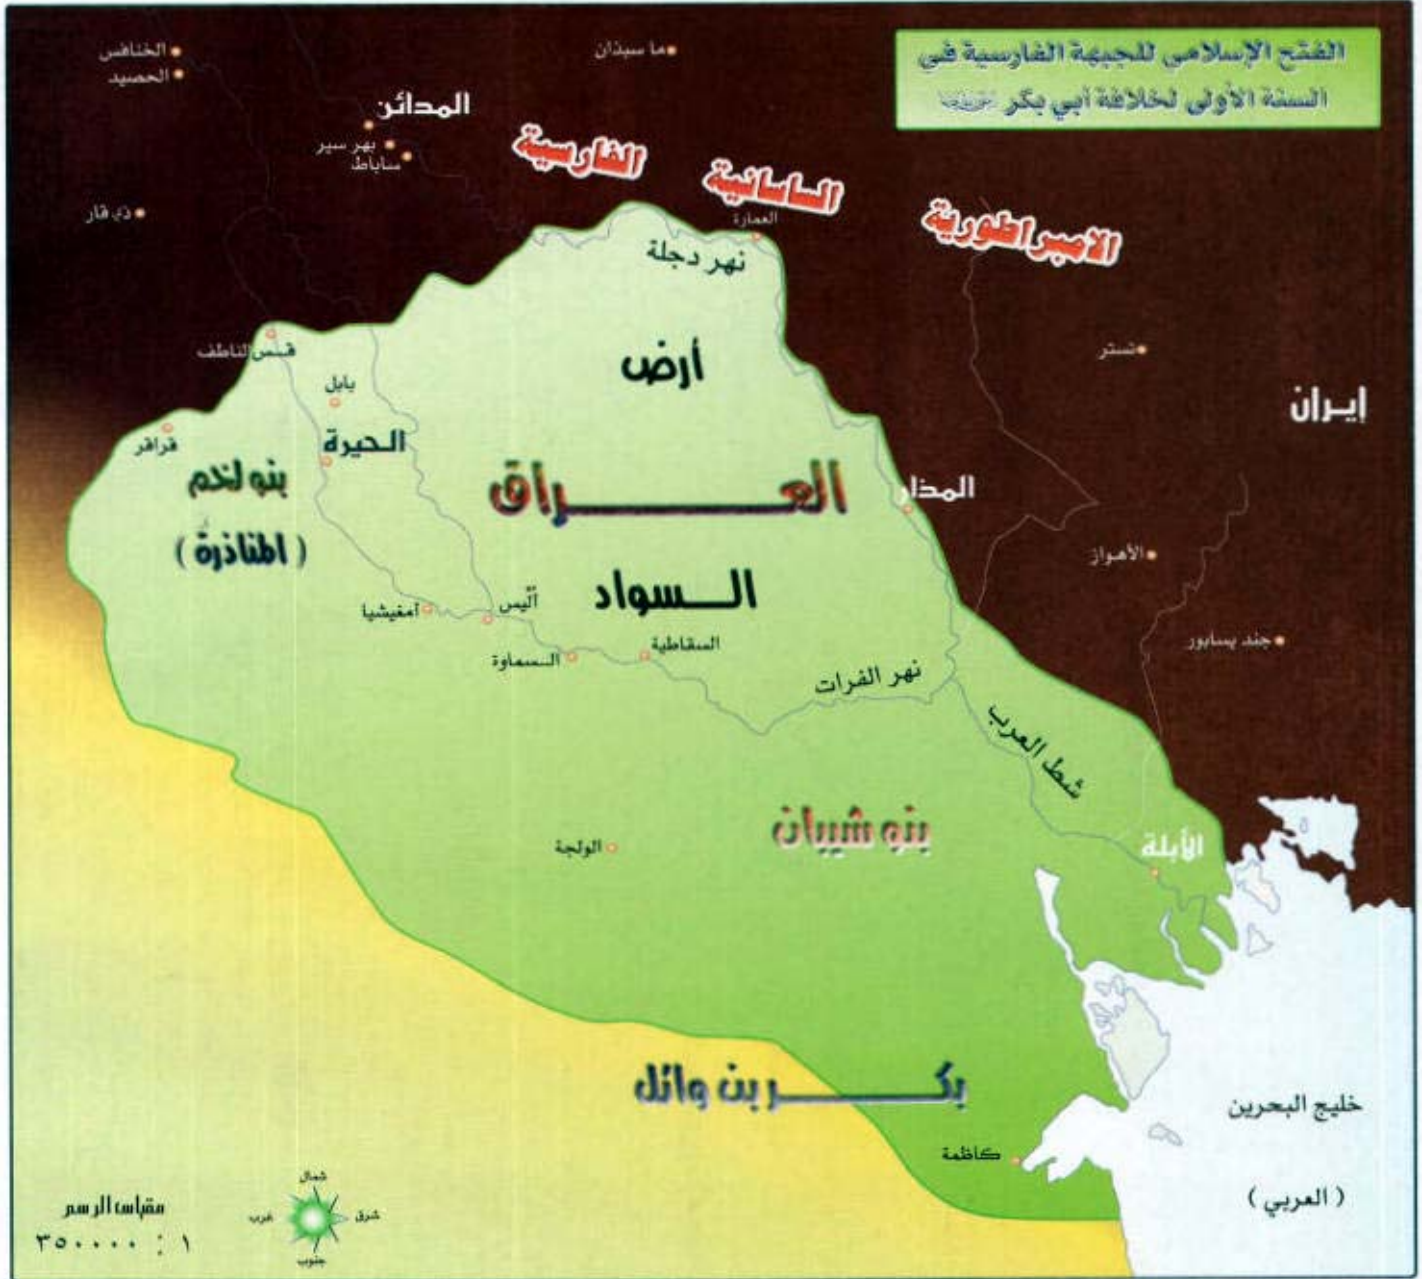 الفتح الإسلامي للجبهة الفارسية في
السنة الأولى لخلافة أبي بكر
الخنافس
الحصيد
ما سبذان
المدائن
بهر سير
ساباط
ذي قار
الامبراطورية
الساسانية
الفارسية
العمارة
نهر دجلة
قس الناطف
بابل
قراقر
الحيرة
بنو لخم
(المناذرة)
أرض
العراق
السواد
تستر
إيران
المذار
الأهواز
جند يسابور
أمغيشيا
أليس
السماوة
السقاطية
نهر الفرات
شط العرب
الولجة
بنو شيبان
الأبلة
بكر بن وائل
كاظمة
خليج البحرين
(العربي)
شمال
شرق
غرب
جنوب
مقياس الرسم
١ : ٣٥٠٠٠٠